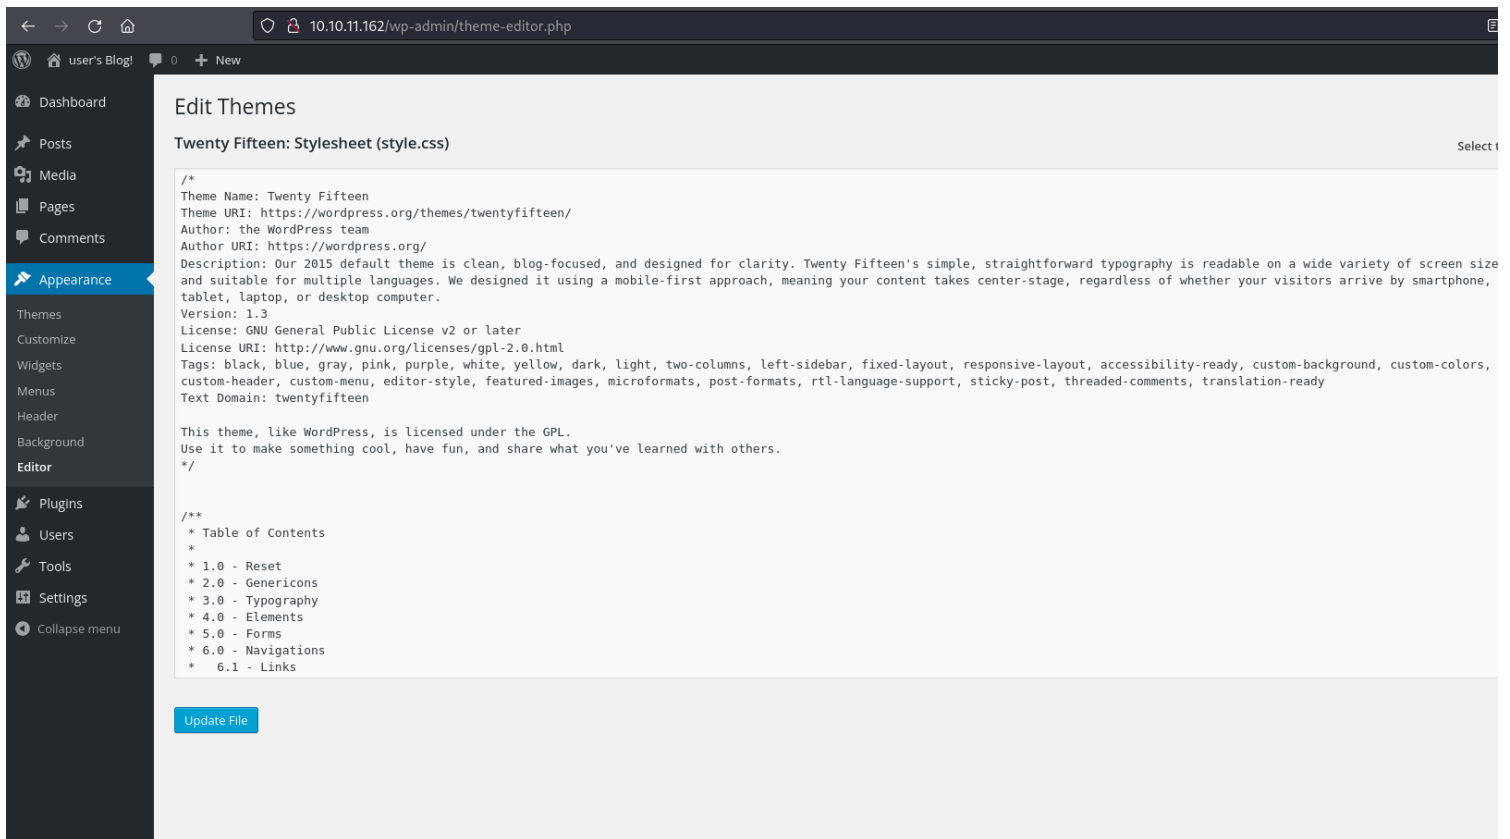 10.10.11.162/wp-admin/theme-editor.php
user's Blog!
0
New
Dashboard
Posts
Media
Pages
Comments
Appearance
Themes
Customize
Widgets
Menus
Header
Background
Editor
Plugins
Users
Tools
Settings
Collapse menu
Edit Themes
Twenty Fifteen: Stylesheet (style.css)
Select t
/*
Theme Name: Twenty Fifteen
Theme URI: https://wordpress.org/themes/twentyfifteen/
Author: the WordPress team
Author URI: https://wordpress.org/
Description: Our 2015 default theme is clean, blog-focused, and designed for clarity. Twenty Fifteen's simple, straightforward typography is readable on a wide variety of screen size
and suitable for multiple languages. We designed it using a mobile-first approach, meaning your content takes center-stage, regardless of whether your visitors arrive by smartphone,
tablet, laptop, or desktop computer.
Version: 1.3
License: GNU General Public License v2 or later
License URI: http://www.gnu.org/licenses/gpl-2.0.html
Tags: black, blue, gray, pink, purple, white, yellow, dark, light, two-columns, left-sidebar, fixed-layout, responsive-layout, accessibility-ready, custom-background, custom-colors,
custom-header, custom-menu, editor-style, featured-images, microformats, post-formats, rtl-language-support, sticky-post, threaded-comments, translation-ready
Text Domain: twentyfifteen
This theme, like WordPress, is licensed under the GPL.
Use it to make something cool, have fun, and share what you've learned with others.
*/
/**
* Table of Contents
*
* 1.0 - Reset
* 2.0 - Genericons
* 3.0 - Typography
* 4.0 - Elements
* 5.0 - Forms
* 6.0 - Navigations
*   6.1 - Links
Update File